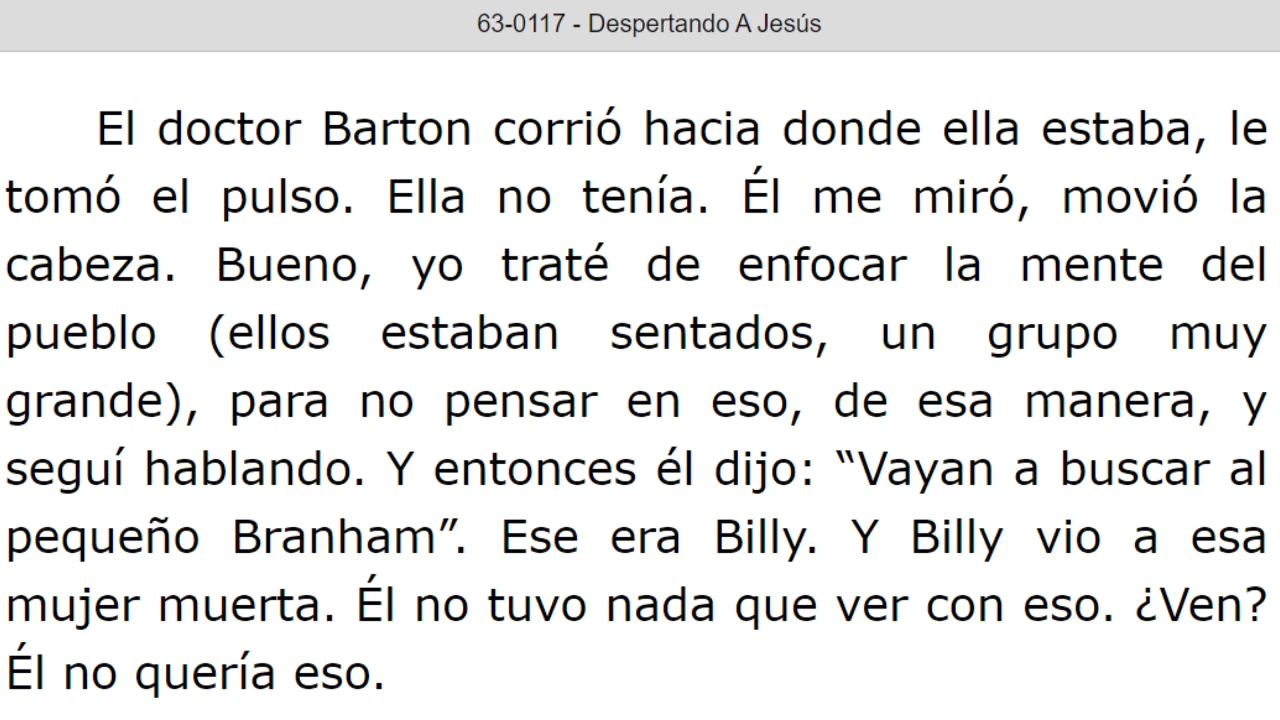 63-0117 - Despertando A Jesús
El doctor Barton corrió hacia donde ella estaba, le
tomó el pulso. Ella no tenía. Él me miró, movió la
cabeza. Bueno, yo traté de enfocar la mente del
pueblo (ellos estaban sentados, un grupo muy
grande), para no pensar en eso, de esa manera, y
seguí hablando. Y entonces él dijo: “Vayan a buscar al
pequeño Branham”. Ese era Billy. Y Billy vio a esa
mujer muerta. Él no tuvo nada que ver con eso. ¿Ven?
Él no quería eso.